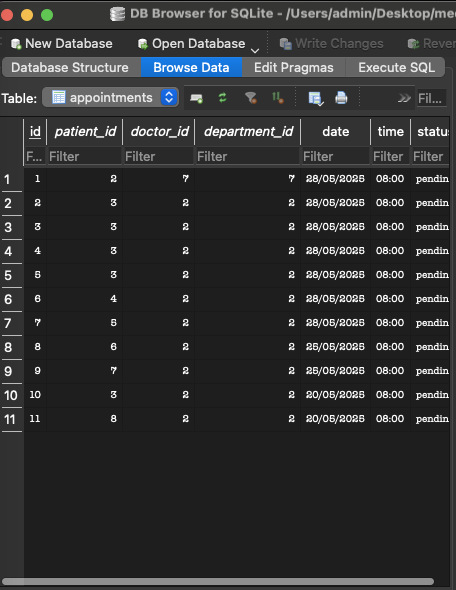 DB Browser for SQLite - /Users/admin/Desktop/me
New Database Open Database Write Changes Rever
Database Structure Browse Data Edit Pragmas Execute SQL
Table: appointments Fil...
id patient_id doctor_id department_id date time status
F... Filter Filter Filter Filter Filter Filter
1 1 2 7 7 28/05/2025 08:00 pendin
2 2 3 2 2 28/05/2025 08:00 pendin
3 3 3 2 2 28/05/2025 08:00 pendin
4 4 3 2 2 28/05/2025 08:00 pendin
5 5 3 2 2 28/05/2025 08:00 pendin
6 6 4 2 2 28/05/2025 08:00 pendin
7 7 5 2 2 28/05/2025 08:00 pendin
8 8 6 2 2 25/05/2025 08:00 pendin
9 9 7 2 2 25/05/2025 08:00 pendin
10 10 3 2 2 20/05/2025 08:00 pendin
11 11 8 2 2 20/05/2025 08:00 pendin